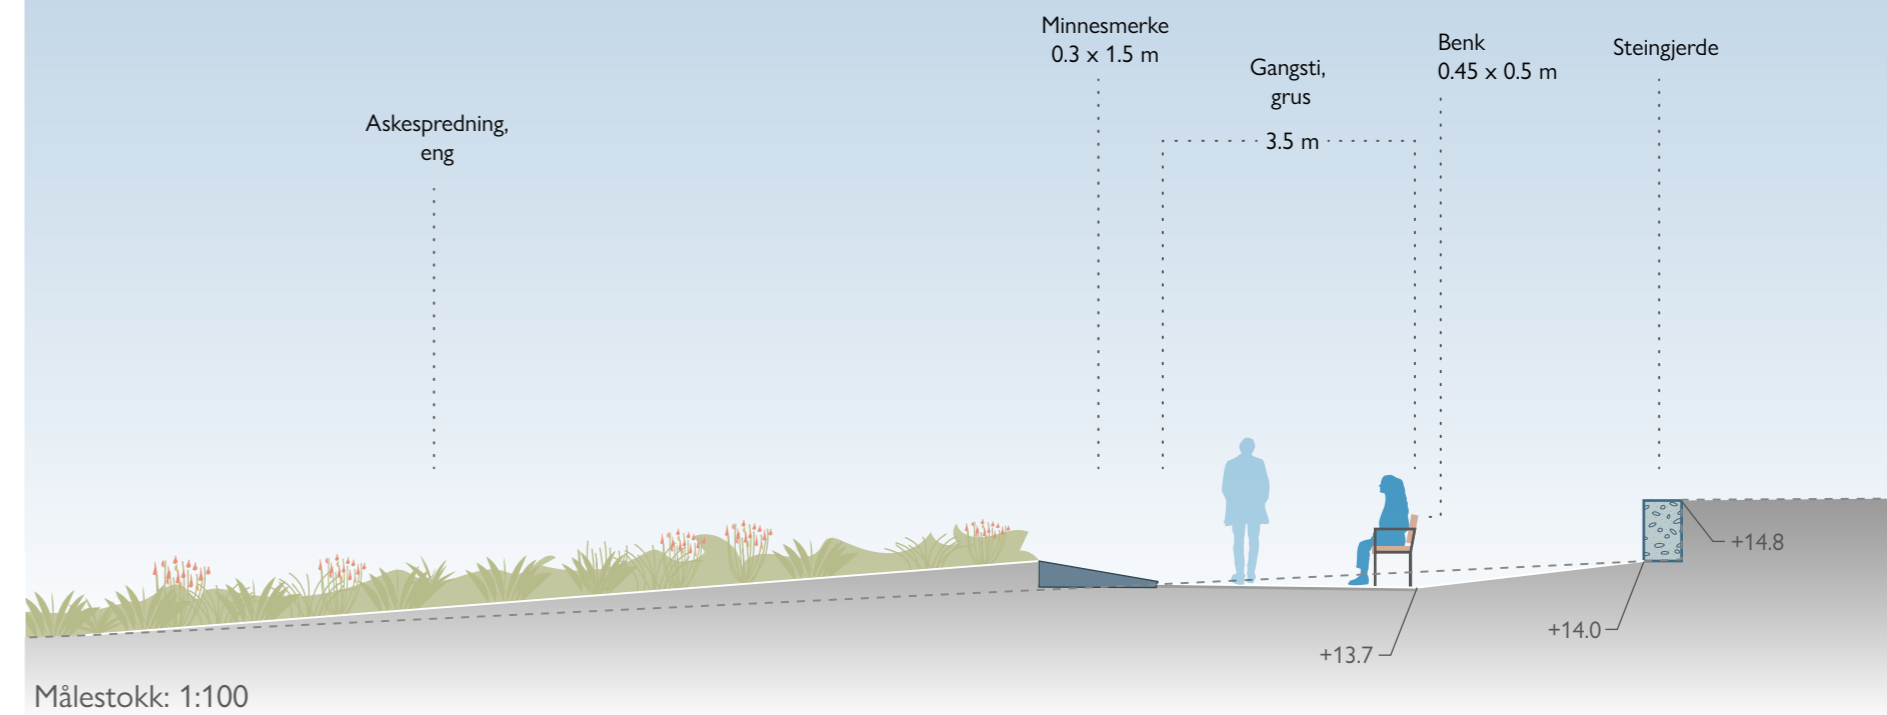 Askespredning,
eng
Minnesmerke
0.3 x 1.5 m
Gangsti,
grus
3.5 m
Benk
0.45 x 0.5 m
Steingjerde
+14.8
+14.0
+13.7
Målestokk: 1:100